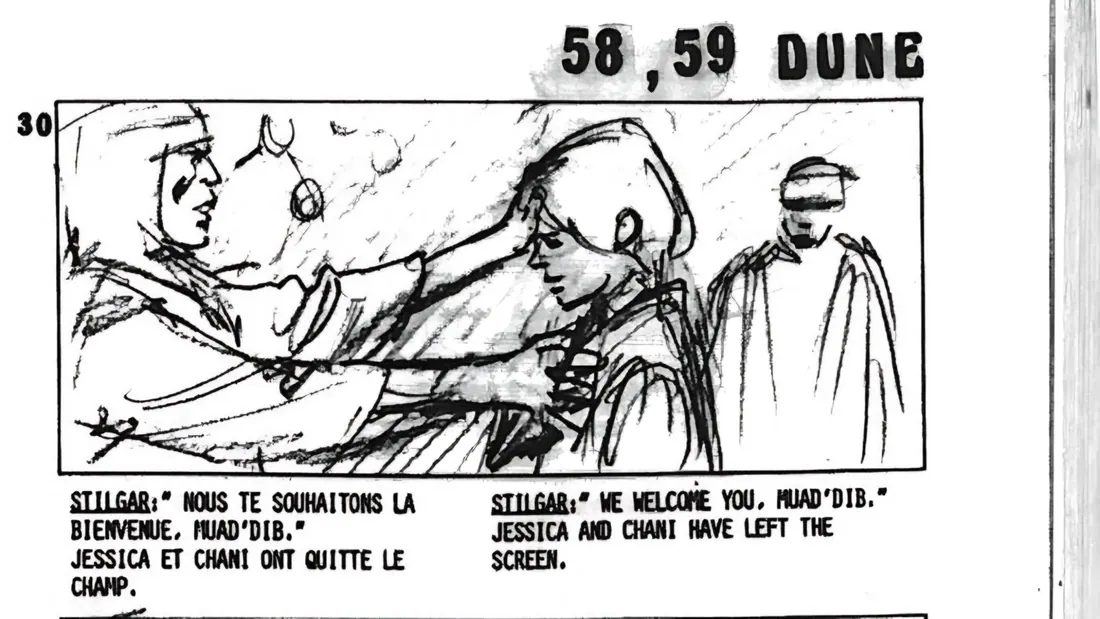 58, 59 DUNE
30
STILGAR:" NOUS TE SOUHAITONS LA
BIENVENUE, MUAD'DIB."
JESSICA ET CHANI ONT QUITTE LE
CHAMP.
STILGAR:" WE WELCOME YOU, MUAD'DIB."
JESSICA AND CHANI HAVE LEFT THE
SCREEN.